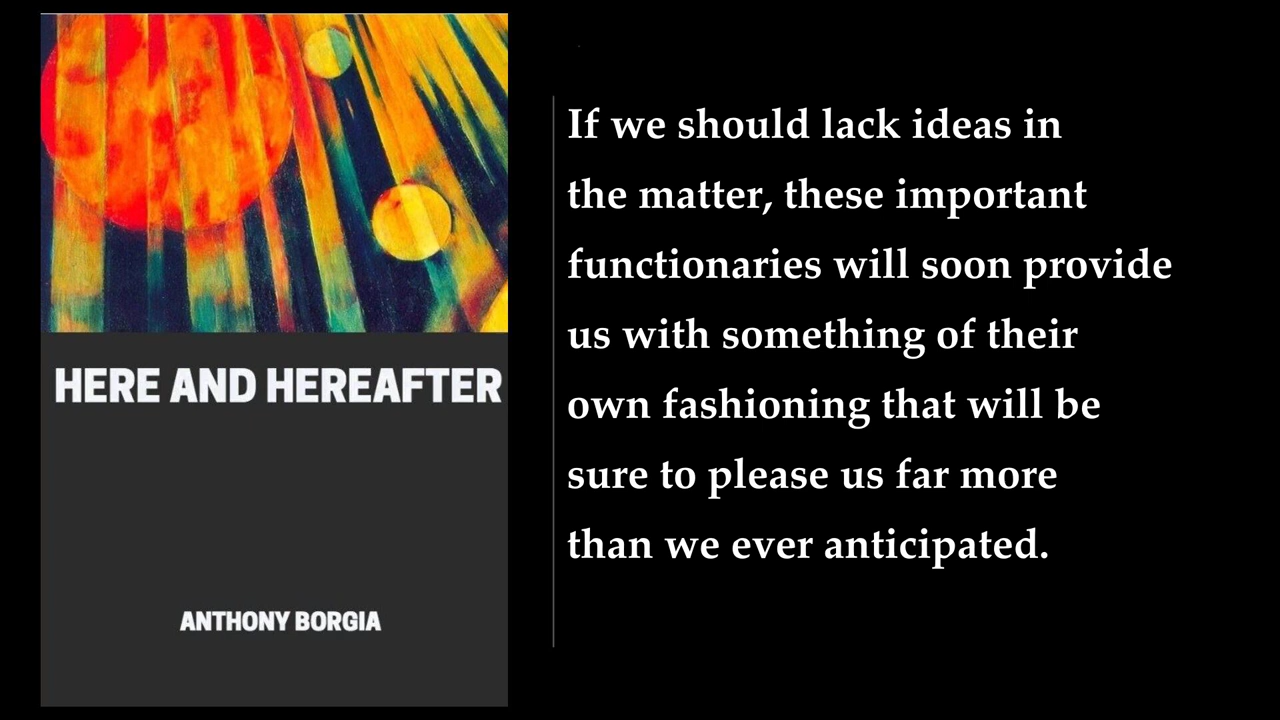 HERE AND HEREAFTER
ANTHONY BORGIA
If we should lack ideas in
the matter, these important
functionaries will soon provide
us with something of their
own fashioning that will be
sure to please us far more
than we ever anticipated.